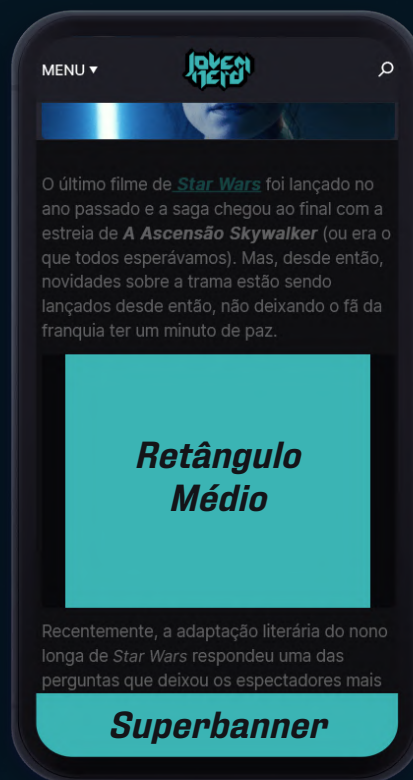 MENU ▼
JOVEM
NERD
O último filme de Star Wars foi lançado no
ano passado e a saga chegou ao final com a
estreia de A Ascensão Skywalker (ou era o
que todos esperávamos). Mas, desde então,
novidades sobre a trama estão sendo
lançados desde então, não deixando o fã da
franquia ter um minuto de paz.
Retângulo
Médio
Recentemente, a adaptação literária do nono
longa de Star Wars respondeu uma das
perguntas que deixou os espectadores mais
Superbanner